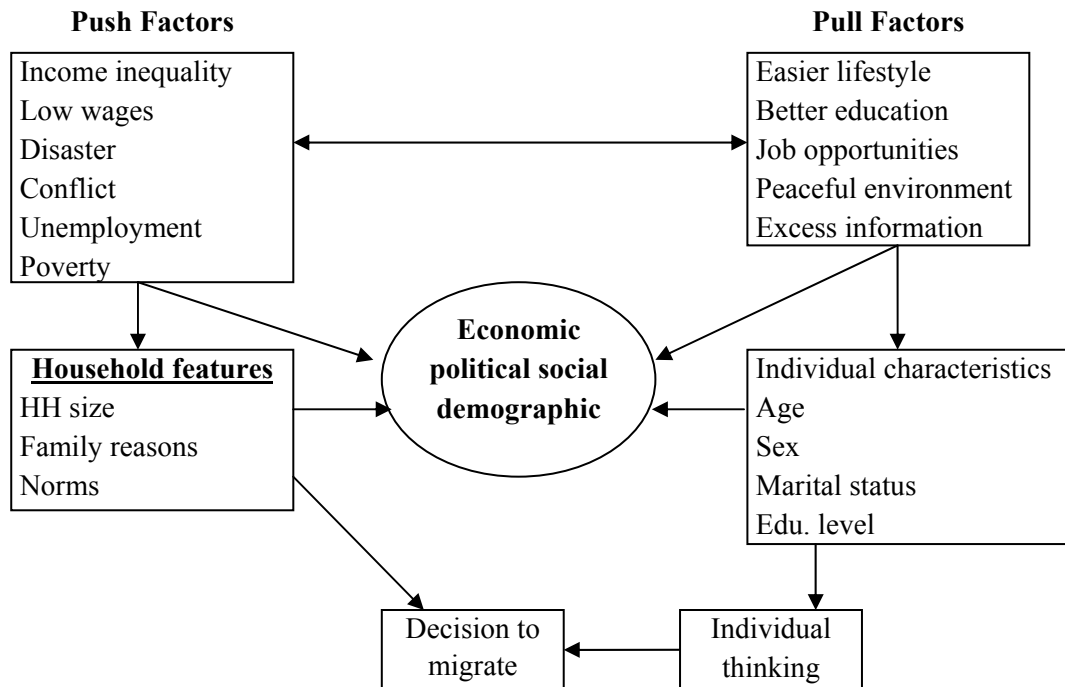 Push Factors
Income inequality
Low wages
Disaster
Conflict
Unemployment
Poverty
Pull Factors
Easier lifestyle
Better education
Job opportunities
Peaceful environment
Excess information
Economic
political social
demographic
Household features
HH size
Family reasons
Norms
Individual characteristics
Age
Sex
Marital status
Edu. level
Decision to
migrate
Individual
thinking